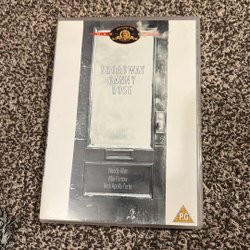 BROADWAY
DANNY
ROSE
Woody Allen
Mia Farrow
Nick Apollo Forte
PG